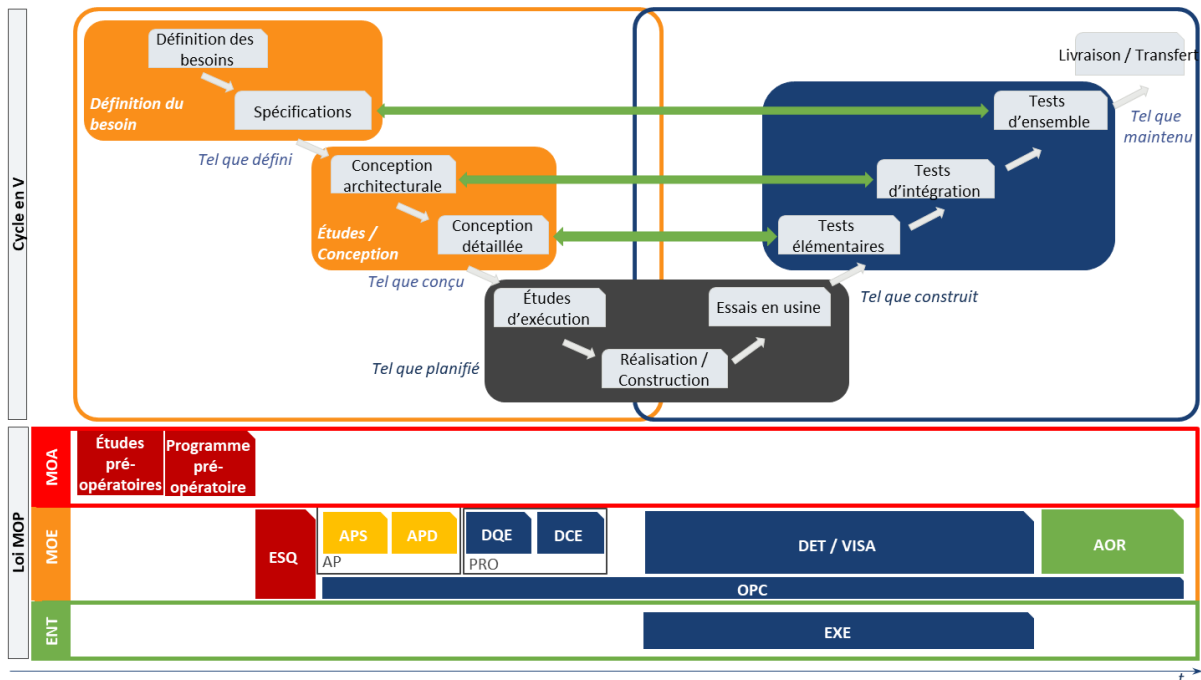 Cycle en V
Définition des
besoins
Définition du
besoin
Spécifications
Tel que défini
Conception
architecturale
Études /
Conception
Conception
détaillée
Tel que conçu
Études
d'exécution
Tel que planifié
Réalisation /
Construction
Essais en usine
Tel que construit
Tests
élémentaires
Tests
d'intégration
Tests
d'ensemble
Tel que
maintenu
Livraison / Transfert
Loi MOP
MOA
Études
pré-
opératoires
Programme
pré-
opératoire
MOE
ESQ
APS
APD
AP
DQE
DCE
PRO
DET / VISA
AOR
OPC
ENT
EXE
t